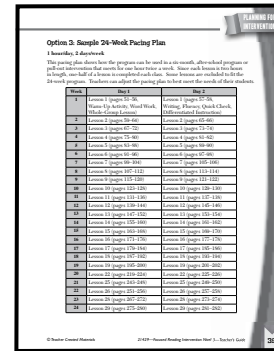 PLANNING FOR
INTERVENTION
Option 3: Sample 24-Week Pacing Plan
1 hour/day, 2 days/week
This pacing plan shows how the program can be used in a six-month, after-school program or
pull-out intervention that meets for one hour twice a week. Since each lesson is two hours
in length, one-half of a lesson is completed each class. Some lessons are excluded to fit the
24-week program. Teachers can adjust the pacing plan to best meet the needs of their students.
Week Day 1 Day 2
1 Lesson 1 (pages 51–56, Lesson 1 (pages 57–58,
Warm-Up Activity, Word Work, Writing, Fluency, Quick Check,
Whole-Group Lesson) Differentiated Instruction)
2 Lesson 2 (pages 59–64) Lesson 2 (pages 65–66)
3 Lesson 3 (pages 67–72) Lesson 3 (pages 73–74)
4 Lesson 4 (pages 75–80) Lesson 4 (pages 81–82)
5 Lesson 5 (pages 83–88) Lesson 5 (pages 89–90)
6 Lesson 6 (pages 91–96) Lesson 6 (pages 97–98)
7 Lesson 7 (pages 99–104) Lesson 7 (pages 105–106)
8 Lesson 8 (pages 107–112) Lesson 8 (pages 113–114)
9 Lesson 9 (pages 115–120) Lesson 9 (pages 121–122)
10 Lesson 10 (pages 123–128) Lesson 10 (pages 129–130)
11 Lesson 11 (pages 131–136) Lesson 11 (pages 137–138)
12 Lesson 12 (pages 139–144) Lesson 12 (pages 145–146)
13 Lesson 13 (pages 147–152) Lesson 13 (pages 153–154)
14 Lesson 14 (pages 155–160) Lesson 14 (pages 161–162)
15 Lesson 15 (pages 163–168) Lesson 15 (pages 169–170)
16 Lesson 16 (pages 171–176) Lesson 16 (pages 177–178)
17 Lesson 17 (pages 179–184) Lesson 17 (pages 185–186)
18 Lesson 18 (pages 187–192) Lesson 18 (pages 193–194)
19 Lesson 19 (pages 195–200) Lesson 19 (pages 201–202)
20 Lesson 22 (pages 219–224) Lesson 22 (pages 225–226)
21 Lesson 25 (pages 243–248) Lesson 25 (pages 249–250)
22 Lesson 26 (pages 251–256) Lesson 26 (pages 257–258)
23 Lesson 28 (pages 267–272) Lesson 28 (pages 273–274)
24 Lesson 29 (pages 275–280) Lesson 29 (pages 281–282)
© Teacher Created Materials 21429—Focused Reading Intervention: Level 3—Teacher's Guide 39